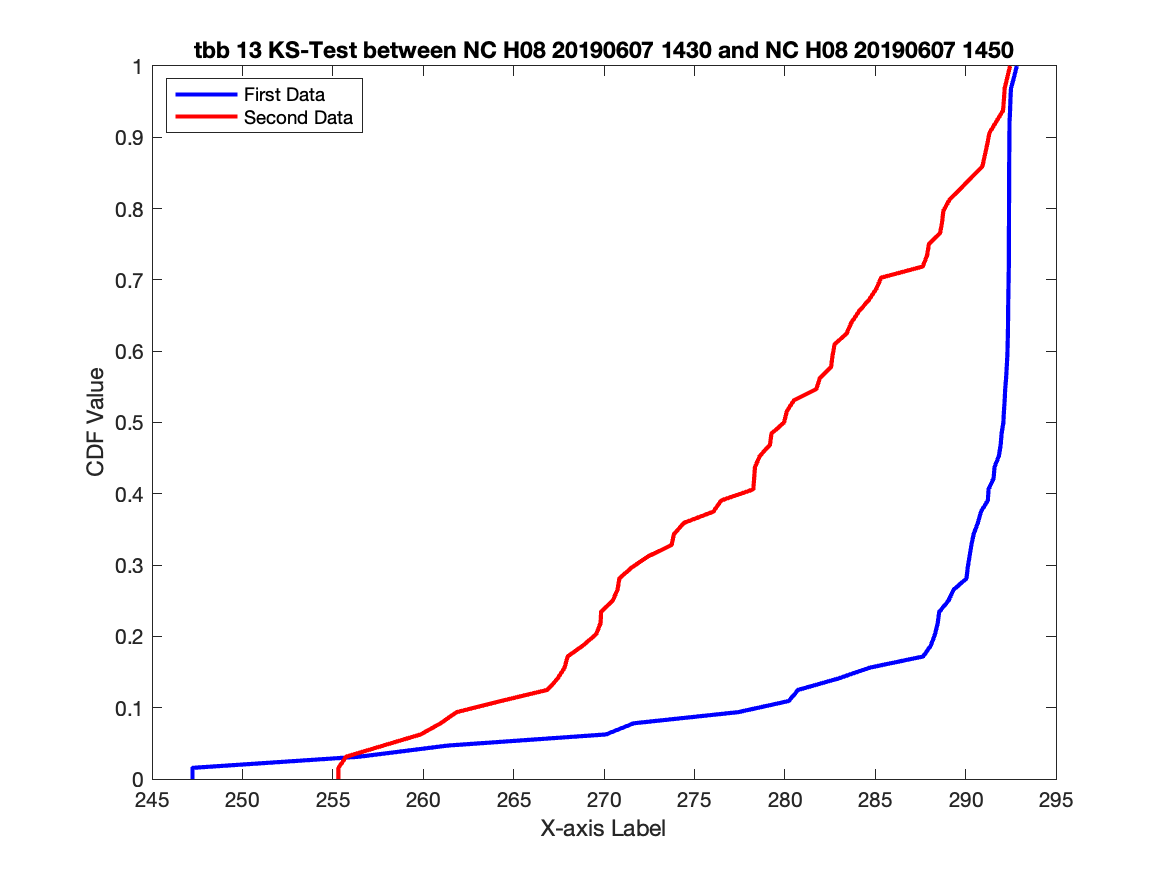 tbb 13 KS-Test between NC H08 20190607 1430 and NC H08 20190607 1450
First Data
Second Data
1
0.9
0.8
0.7
0.6
0.5
0.4
0.3
0.2
0.1
0
CDF Value
245 250 255 260 265 270 275 280 285 290 295
X-axis Label